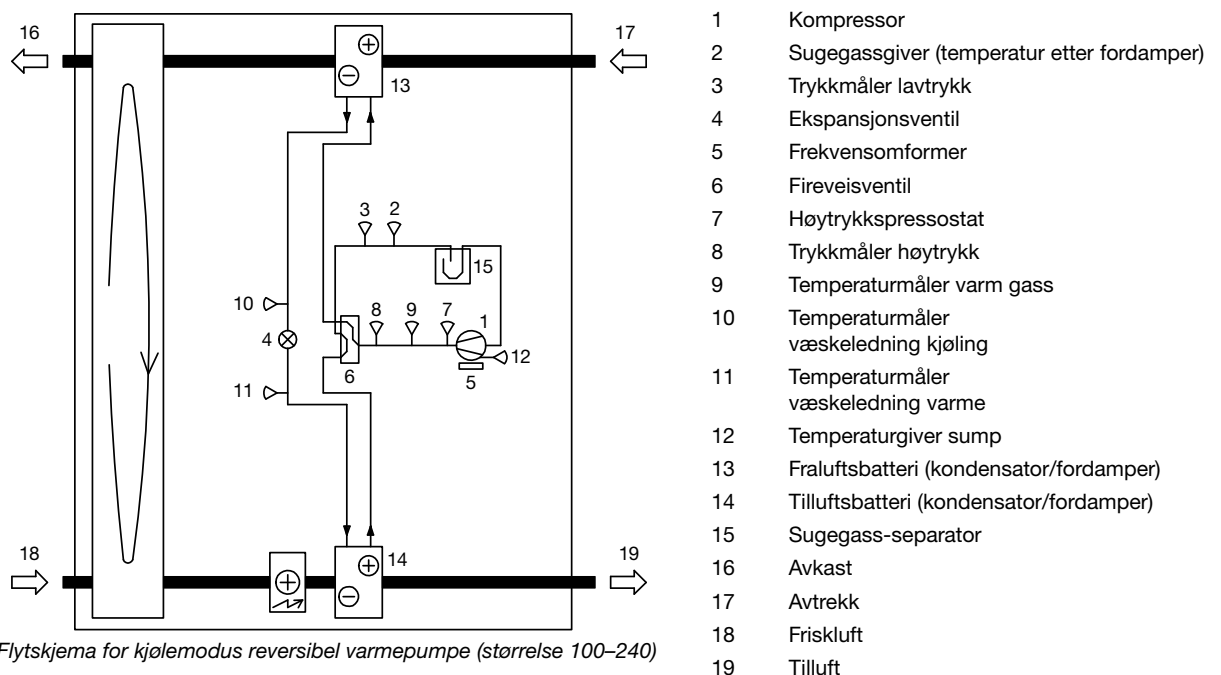 16
17
13
3
2
15
10
8
9
7
1
4
12
6
5
11
18
14
19
Flytskjema for kjølemodus reversibel varmepumpe (størrelse 100–240)
1 Kompressor
2 Sugegassgiver (temperatur etter fordamper)
3 Trykkmåler lavtrykk
4 Ekspansjonsventil
5 Frekvensomformer
6 Fireveisventil
7 Høytrykkspressostat
8 Trykkmåler høytrykk
9 Temperaturmåler varm gass
10 Temperaturmåler
væskeledning kjøling
11 Temperaturmåler
væskeledning varme
12 Temperaturgiver sump
13 Fraluftsbatteri (kondensator/fordamper)
14 Tilluftsbatteri (kondensator/fordamper)
15 Sugegass-separator
16 Avkast
17 Avtrekk
18 Friskluft
19 Tilluft